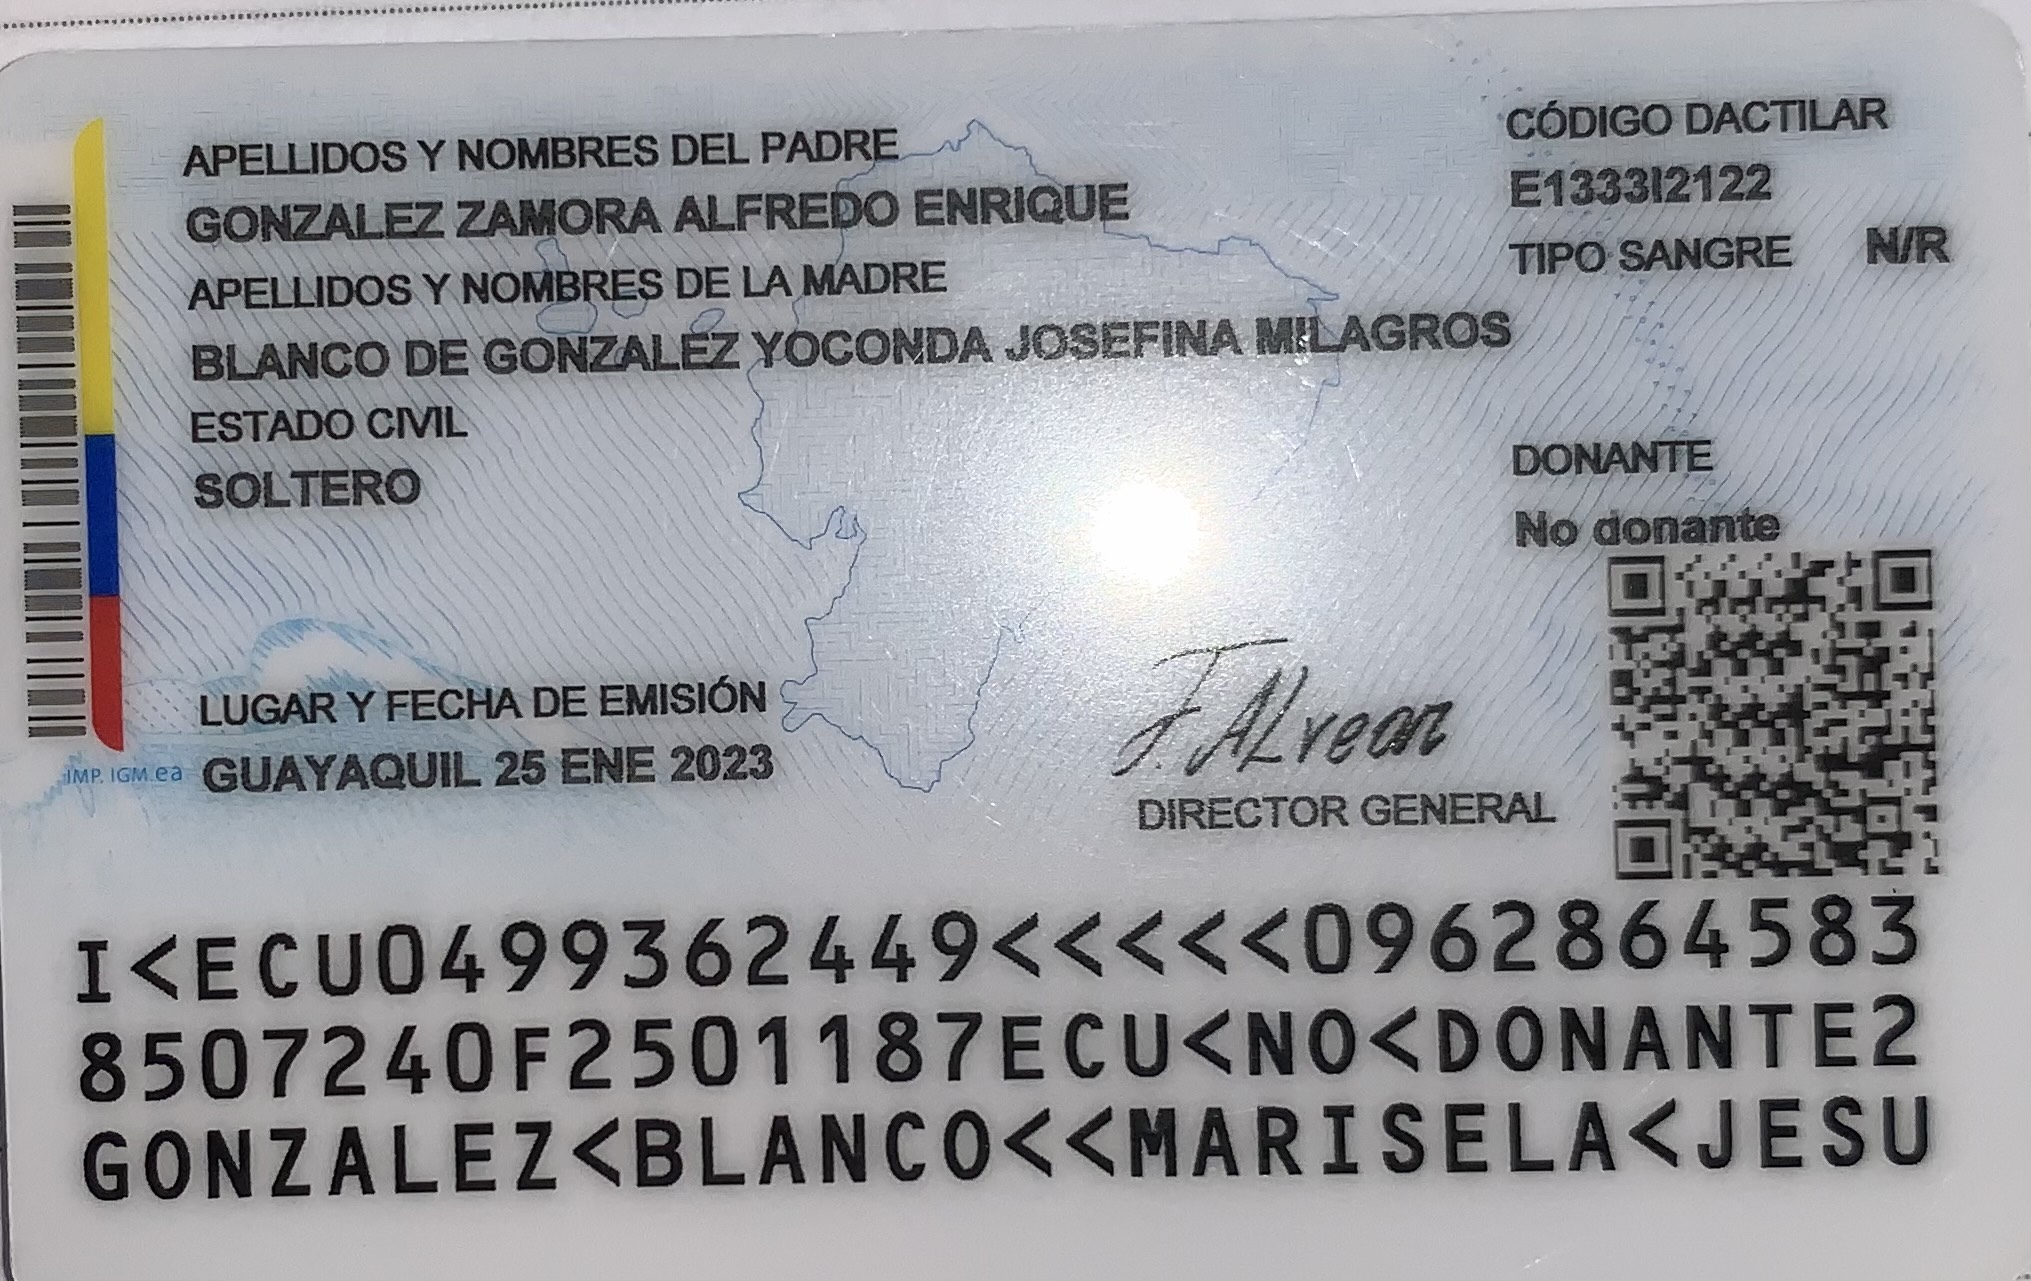 APELLIDOS Y NOMBRES DEL PADRE
GONZALEZ ZAMORA ALFREDO ENRIQUE
APELLIDOS Y NOMBRES DE LA MADRE
BLANCO DE GONZALEZ YOCONDA JOSEFINA MILAGROS
ESTADO CIVIL
SOLTERO
CÓDIGO DACTILAR
E1333I2122
TIPO SANGRE N/R
DONANTE
No donante
LUGAR Y FECHA DE EMISIÓN
GUAYAQUIL 25 ENE 2023
IMP. IGM.ea
F. ALvear
DIRECTOR GENERAL
I<ECU0499362449<<<<<0962864583
8507240F2501187ECU<NO<DONANTE2
GONZALEZ<BLANCO<<MARISELA<JESU